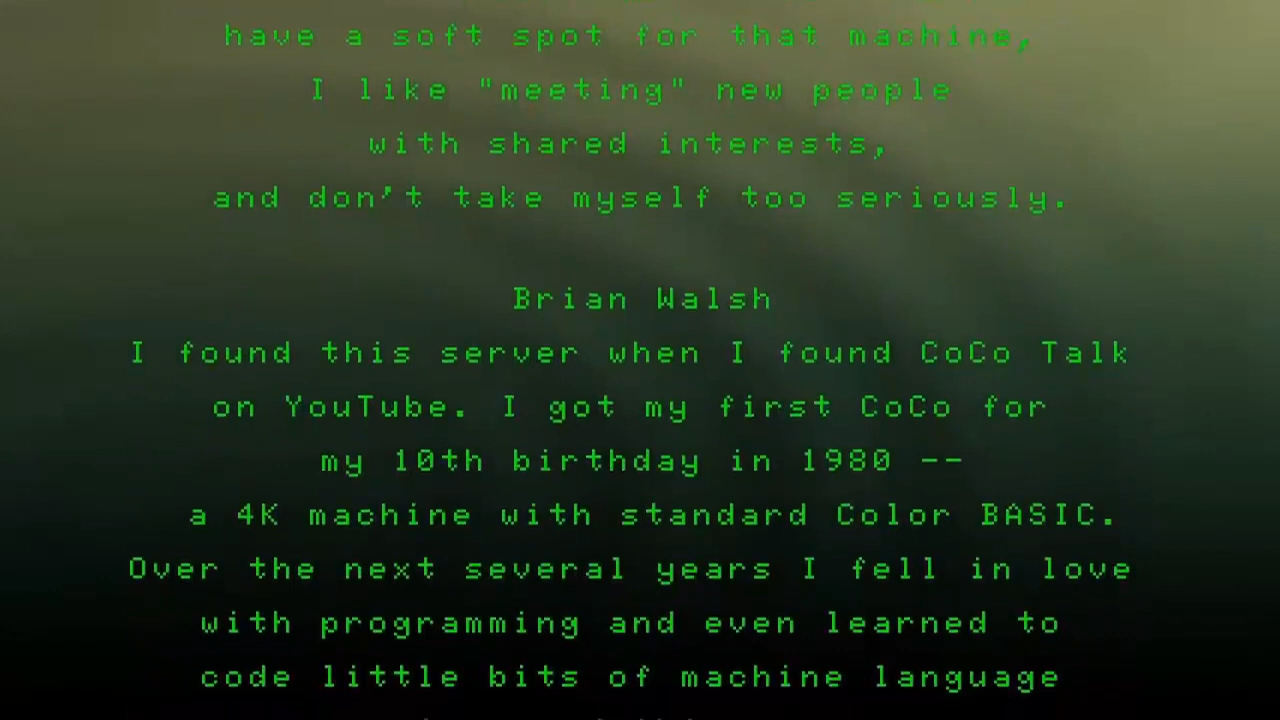 have a soft spot for that machine,
I like "meeting" new people
with shared interests,
and don't take myself too seriously.
Brian Walsh
I found this server when I found CoCo Talk
on YouTube. I got my first CoCo for
my 10th birthday in 1980 --
a 4K machine with standard Color BASIC.
Over the next several years I fell in love
with programming and even learned to
code little bits of machine language